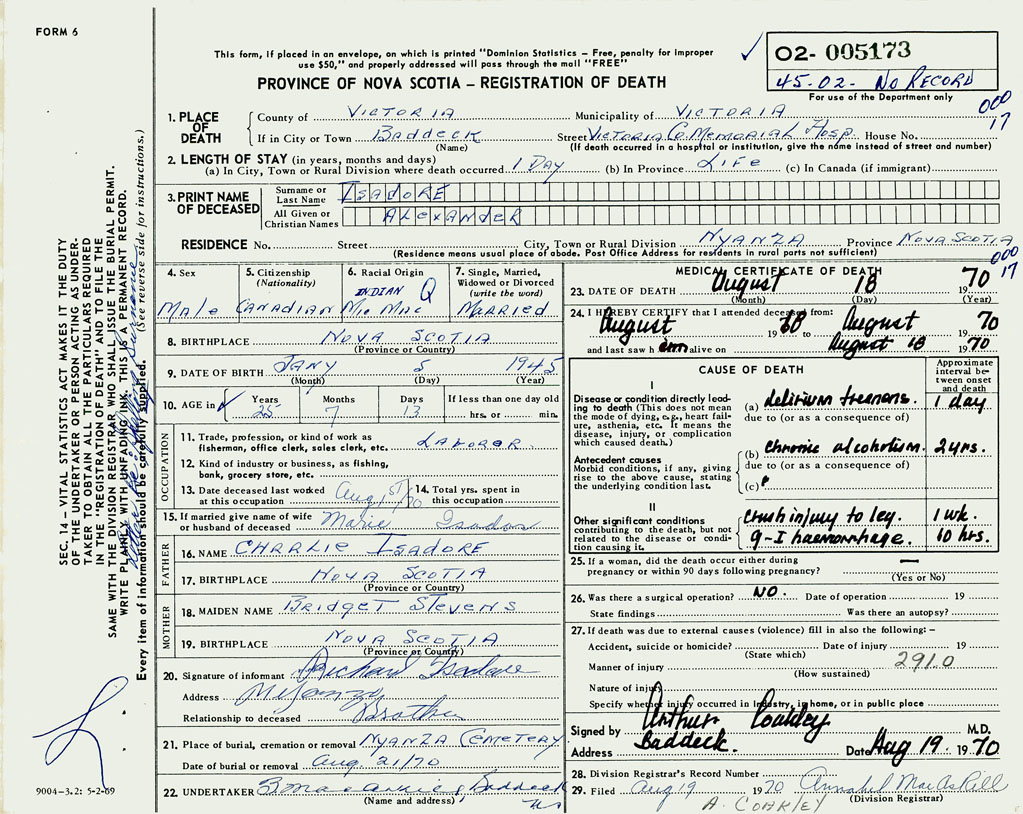 FORM 6
This form, if placed in an envelope, on which is printed "Dominion Statistics – Free, penalty for improper
use $50," and properly addressed will pass through the mail "FREE"
PROVINCE OF NOVA SCOTIA – REGISTRATION OF DEATH
✓ O2- 005173
45-02- No RECORD
For use of the Department only
000
17
1. PLACE OF DEATH
County of VICTORIA Municipality of VICTORIA
If in City or Town Baddeck Street Victoria Co. Memorial Hosp. House No.
(Name) (If death occurred in a hospital or institution, give the name instead of street and number)
2. LENGTH OF STAY (in years, months and days)
(a) In City, Town or Rural Division where death occurred 1 Day (b) In Province LIFe (c) In Canada (if immigrant)
3. PRINT NAME OF DECEASED
Surname or Last Name ISADORE
All Given or Christian Names ALexANdeR
RESIDENCE No. Street City, Town or Rural Division NYANZA Province NOVA SCOTIA
(Residence means usual place of abode. Post Office Address for residents in rural parts not sufficient)
000
17
4. Sex
Male
5. Citizenship
(Nationality)
CANAdiAN
6. Racial Origin
INDIAN Q
Mic Mac
7. Single, Married,
Widowed or Divorced
(write the word)
MARRied
8. BIRTHPLACE NOVA SCOTIA
(Province or Country)
9. DATE OF BIRTH JANY 5 1945
(Month) (Day) (Year)
10. AGE in
Years 25
Months 7
Days 13
If less than one day old
hrs. or min.
OCCUPATION
11. Trade, profession, or kind of work as
fisherman, office clerk, sales clerk, etc. LABORER
12. Kind of industry or business, as fishing,
bank, grocery store, etc.
13. Date deceased last worked
at this occupation Aug 1st/70
14. Total yrs. spent in
this occupation
15. If married give name of wife
or husband of deceased Marie Isadore
FATHER
16. NAME CHARLIE ISADORE
17. BIRTHPLACE NOVA SCOTIA
(Province or Country)
MOTHER
18. MAIDEN NAME BRIDGET STEVENS
19. BIRTHPLACE NOVA SCOTIA
(Province or Country)
20. Signature of informant Richard Isadore
Address
Relationship to deceased Brother
21. Place of burial, cremation or removal NYANZA CEMETERY
Date of burial or removal Aug 21/70
22. UNDERTAKER Baddeck
(Name and address) NS
MEDICAL CERTIFICATE OF DEATH
23. DATE OF DEATH August 18 1970
(Month) (Day) (Year)
24. I HEREBY CERTIFY that I attended deceased from:
August 1970 to August 1970
and last saw him alive on August 18 1970
CAUSE OF DEATH
Approximate
interval be-
tween onset
and death
I
Disease or condition directly lead-
ing to death (This does not mean
the mode of dying, e.g., heart fail-
ure, asthenia, etc. It means the
disease, injury, or complication
which caused death.)
(a) delirium tremens. 1 day
due to (or as a consequence of)
Antecedent causes
Morbid conditions, if any, giving
rise to the above cause, stating
the underlying condition last.
(b) Chronic alcoholism. 2 yrs.
due to (or as a consequence of)
(c)
II
Other significant conditions
contributing to the death, but not
related to the disease or condi-
tion causing it.
Crush injury to leg. 1 wk.
g-I haemorrhage. 10 hrs.
25. If a woman, did the death occur either during
pregnancy or within 90 days following pregnancy? —
(Yes or No)
26. Was there a surgical operation? NO. Date of operation 19
State findings Was there an autopsy?
27. If death was due to external causes (violence) fill in also the following: –
Accident, suicide or homicide? Date of injury 19
(State which)
Manner of injury 291.0
(How sustained)
Nature of injury
Specify whether injury occurred in industry, in home, or in public place
Signed by Arthur Coakley M.D.
Address Baddeck. Date Aug 19 1970
28. Division Registrar's Record Number
29. Filed Aug 19 1970 Annabel MacAskill
A. COAKLEY (Division Registrar)
SEC. 14 – VITAL STATISTICS ACT MAKES IT THE DUTY
OF THE UNDERTAKER OR PERSON ACTING AS UNDER-
TAKER TO OBTAIN ALL THE PARTICULARS REQUIRED
IN THE "REGISTRATION OF DEATH" AND TO FILE THE
SAME WITH THE DIVISION REGISTRAR WHO SHALL ISSUE THE BURIAL PERMIT.
WRITE PLAINLY WITH UNFADING INK. THIS IS A PERMANENT RECORD.
Every item of information should be carefully supplied. (See reverse side for instructions.)
9004-3.2: 5-2-69